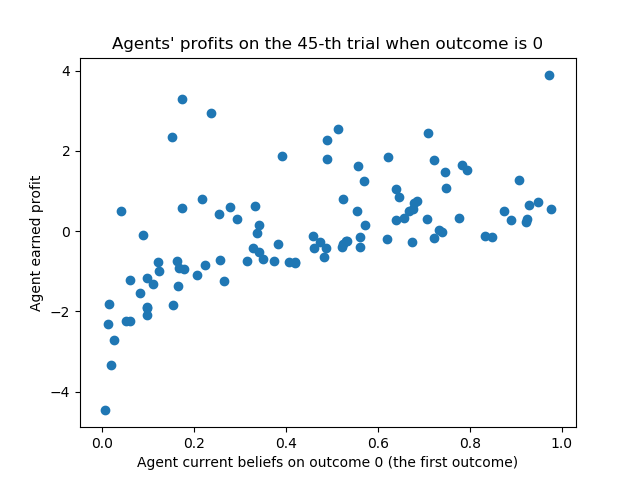 Agents' profits on the 45-th trial when outcome is 0
4
2
0
−2
−4
Agent earned profit
0.0 0.2 0.4 0.6 0.8 1.0
Agent current beliefs on outcome 0 (the first outcome)